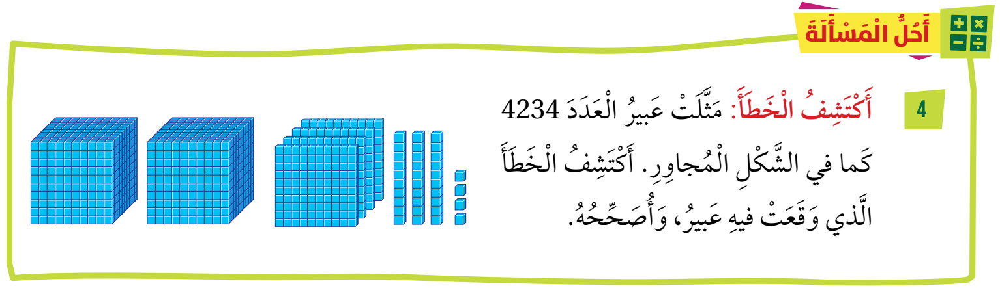 أَحُلُّ الْمَسْأَلَةَ
4
أَكْتَشِفُ الْخَطَأَ: مَثَّلَتْ عَبيرُ الْعَدَدَ 4234
كَما في الشَّكْلِ الْمُجاوِرِ. أَكْتَشِفُ الْخَطَأَ
الَّذي وَقَعَتْ فيهِ عَبيرُ، وَأُصَحِّحُهُ.